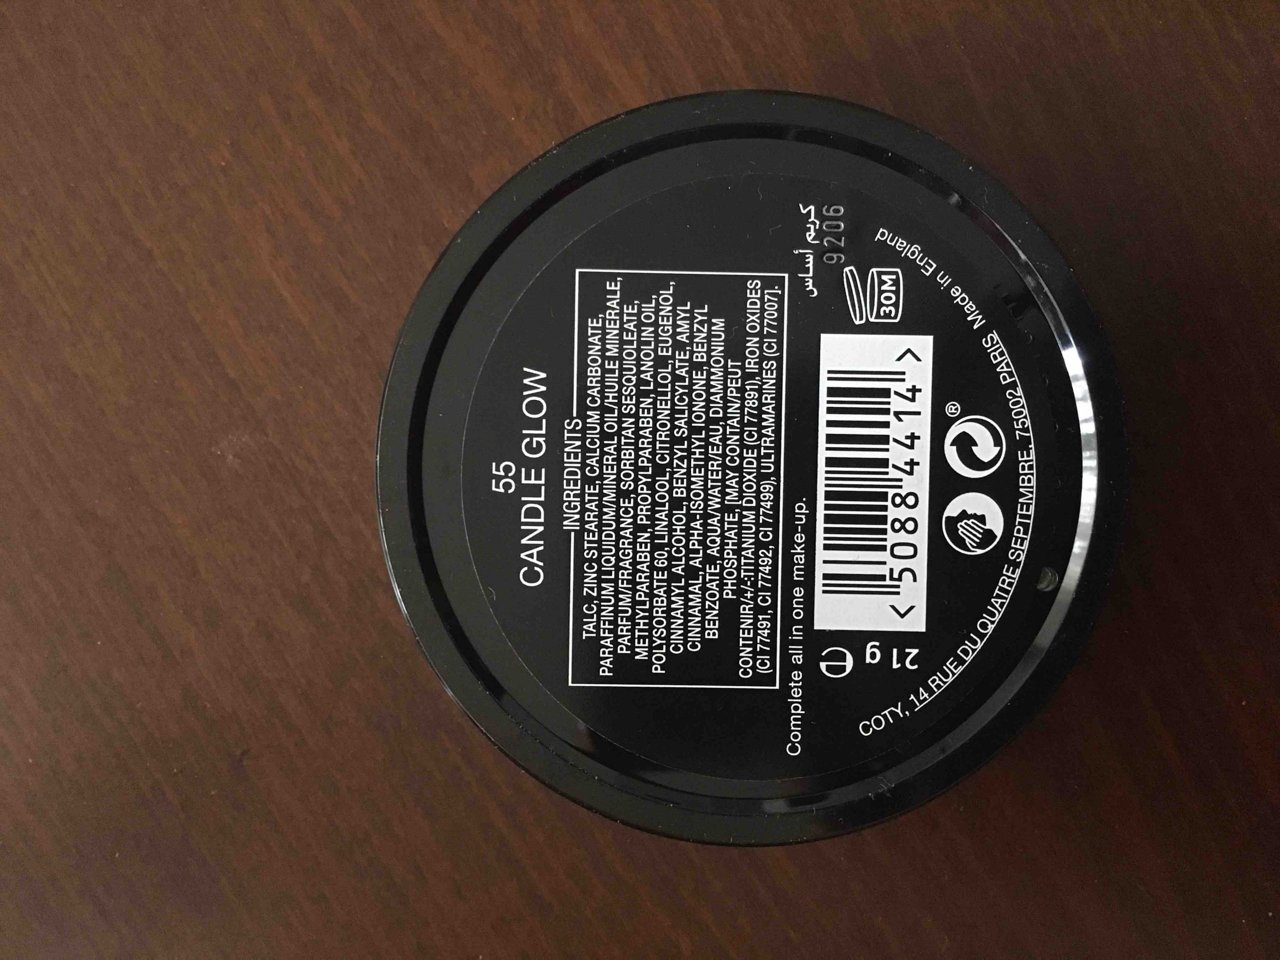 55
CANDLE GLOW
INGREDIENTS
TALC, ZINC STEARATE, CALCIUM CARBONATE,
PARAFFINUM LIQUIDUM/MINERAL OIL/HUILE MINERALE,
PARFUM/FRAGRANCE, SORBITAN SESQUIOLEATE,
METHYLPARABEN, PROPYLPARABEN, LANOLIN OIL,
POLYSORBATE 60, LINALOOL, CITRONELLOL, EUGENOL,
CINNAMYL ALCOHOL, BENZYL SALICYLATE, AMYL
CINNAMAL, ALPHA-ISOMETHYL IONONE, BENZYL
BENZOATE, AQUA/WATER/EAU, DIAMMONIUM
PHOSPHATE, [MAY CONTAIN/PEUT
CONTENIR/+/-:TITANIUM DIOXIDE (CI 77891), IRON OXIDES
(CI 77491, CI 77492, CI 77499), ULTRAMARINES (CI 77007].
Complete all in one make-up.
كريم أساس
9206
30M
21 g
<50884414>
®
COTY, 14 RUE DU QUATRE SEPTEMBRE, 75002 PARIS. Made in England